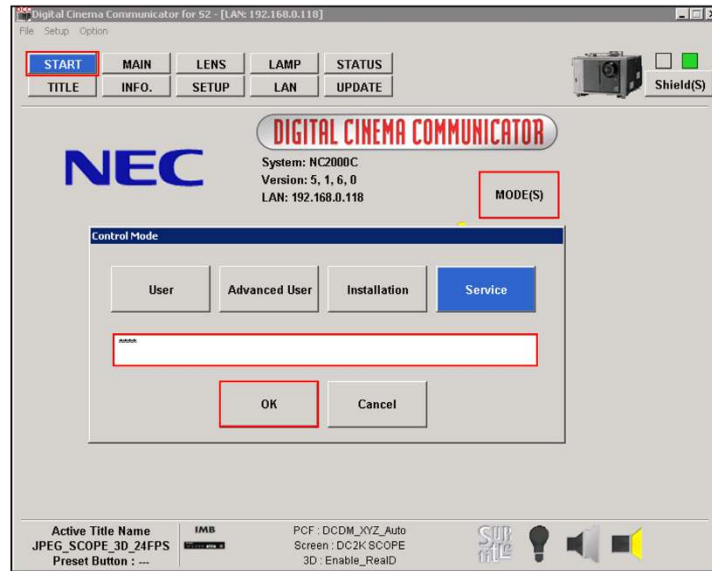 Digital Cinema Communicator for S2 - [LAN: 192.168.0.118]
File Setup Option
START MAIN LENS LAMP STATUS
TITLE INFO. SETUP LAN UPDATE
Shield(S)
DIGITAL CINEMA COMMUNICATOR
NEC
System: NC2000C
Version: 5, 1, 6, 0
LAN: 192.168.0.118
MODE(S)
Control Mode
User Advanced User Installation Service
****
OK Cancel
Active Title Name
JPEG_SCOPE_3D_24FPS
Preset Button : ---
IMB
PCF : DCDM_XYZ_Auto
Screen : DC2K SCOPE
3D : Enable_RealD
SUB
TITLE